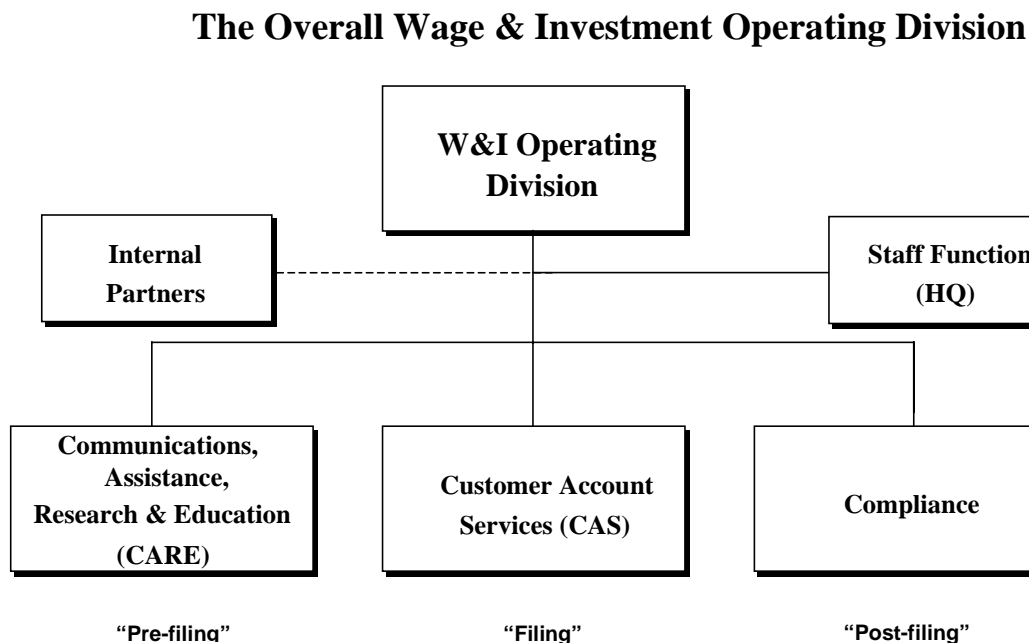 The Overall Wage & Investment Operating Division
W&I Operating
Division
Internal
Partners
Staff Function
(HQ)
Communications,
Assistance,
Research & Education
(CARE)
Customer Account
Services (CAS)
Compliance
“Pre-filing”
“Filing”
“Post-filing”